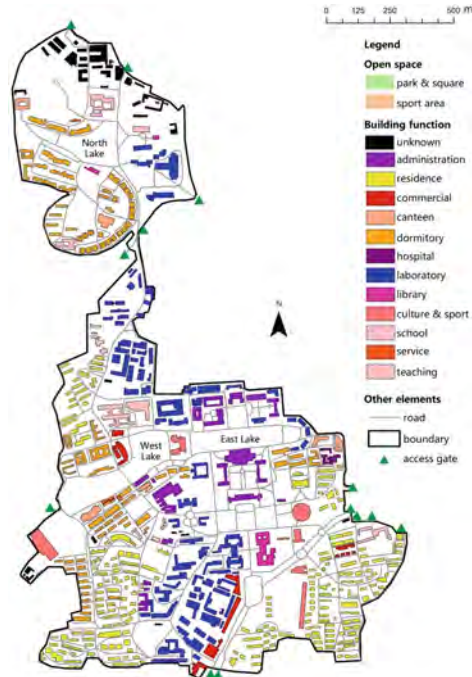 0 125 250 500 m
Legend
Open space
park & square
sport area
Building function
unknown
administration
residence
commercial
canteen
dormitory
hospital
laboratory
library
culture & sport
school
service
teaching
Other elements
road
boundary
access gate
North
Lake
N
West
Lake
East Lake